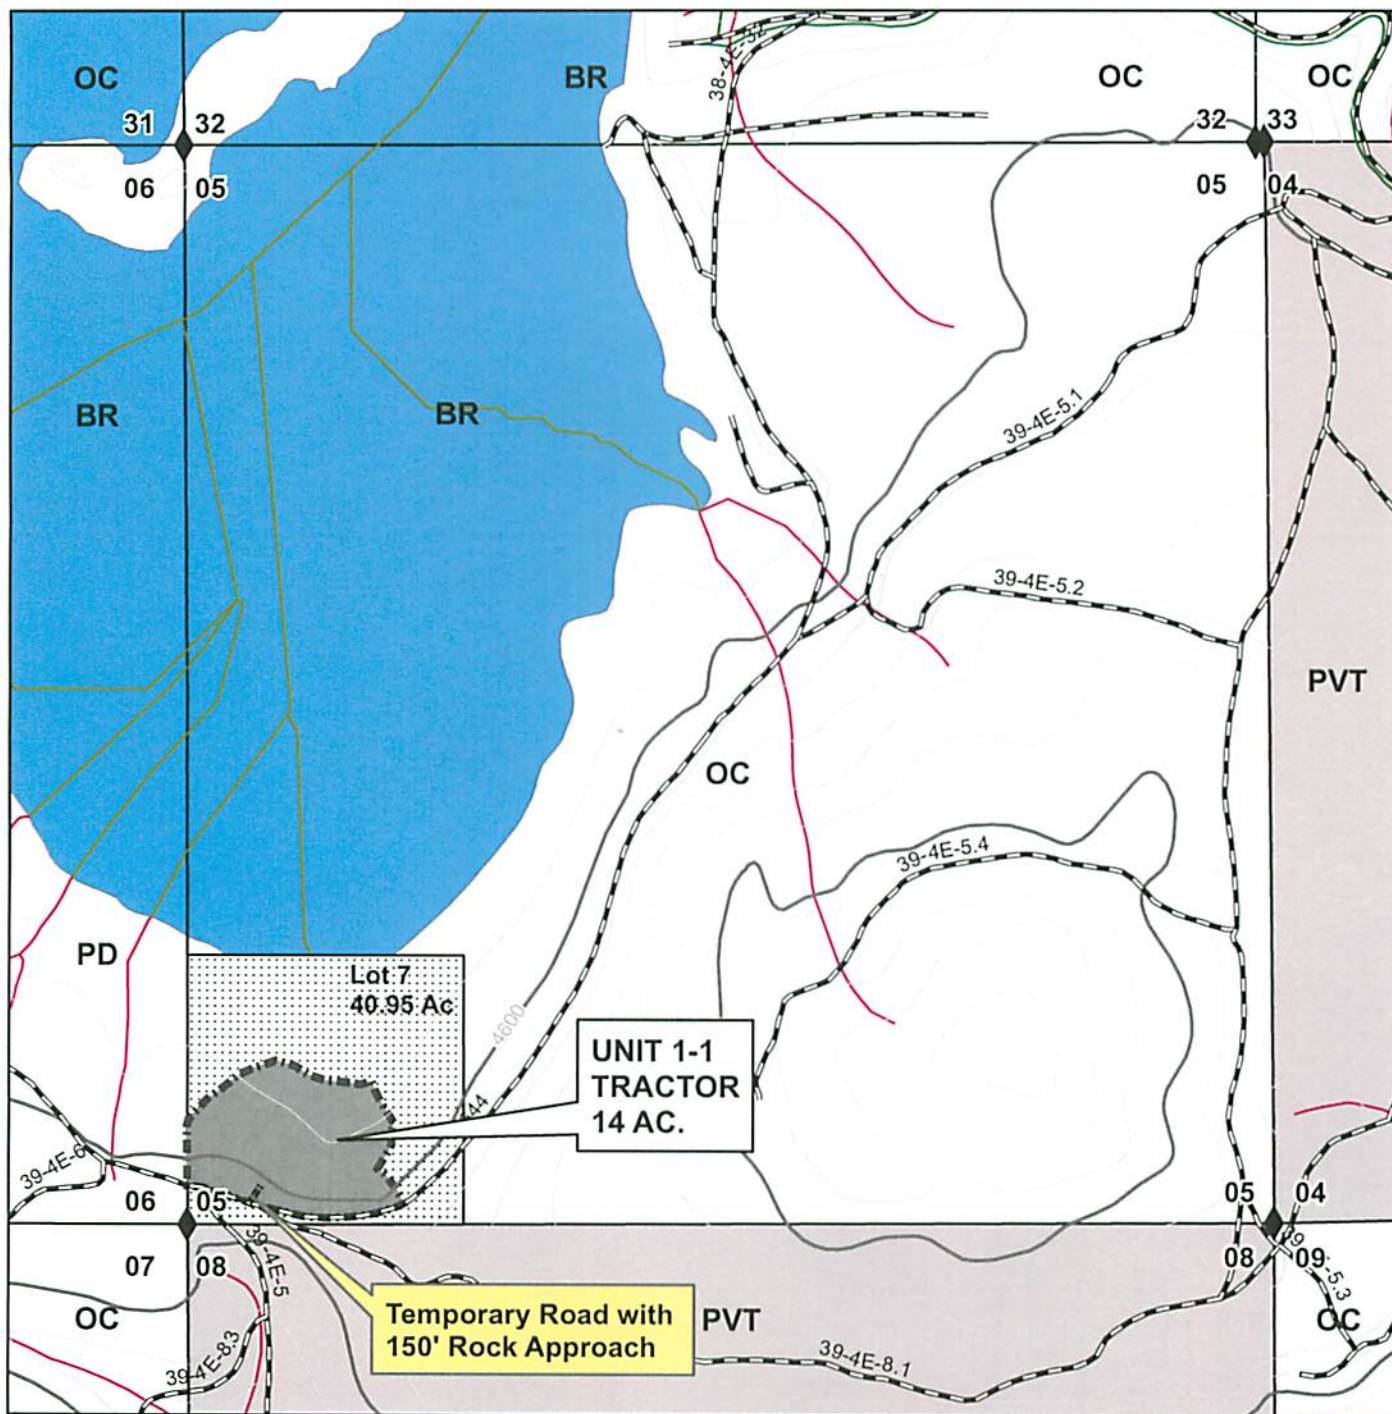 OC
BR
38-4E-32
OC
OC
31
32
32
33
06
05
05
04
39-4E-5.1
BR
BR
39-4E-5.2
PVT
OC
39-4E-5.4
PD
Lot 7
40.95 Ac
4600
UNIT 1-1
TRACTOR
14 AC.
44
39-4E-6
06
05
05
04
39-4E-5
07
08
08
09
5.3
OC
Temporary Road with
150' Rock Approach
PVT
OC
39-4E-8.3
39-4E-8.1